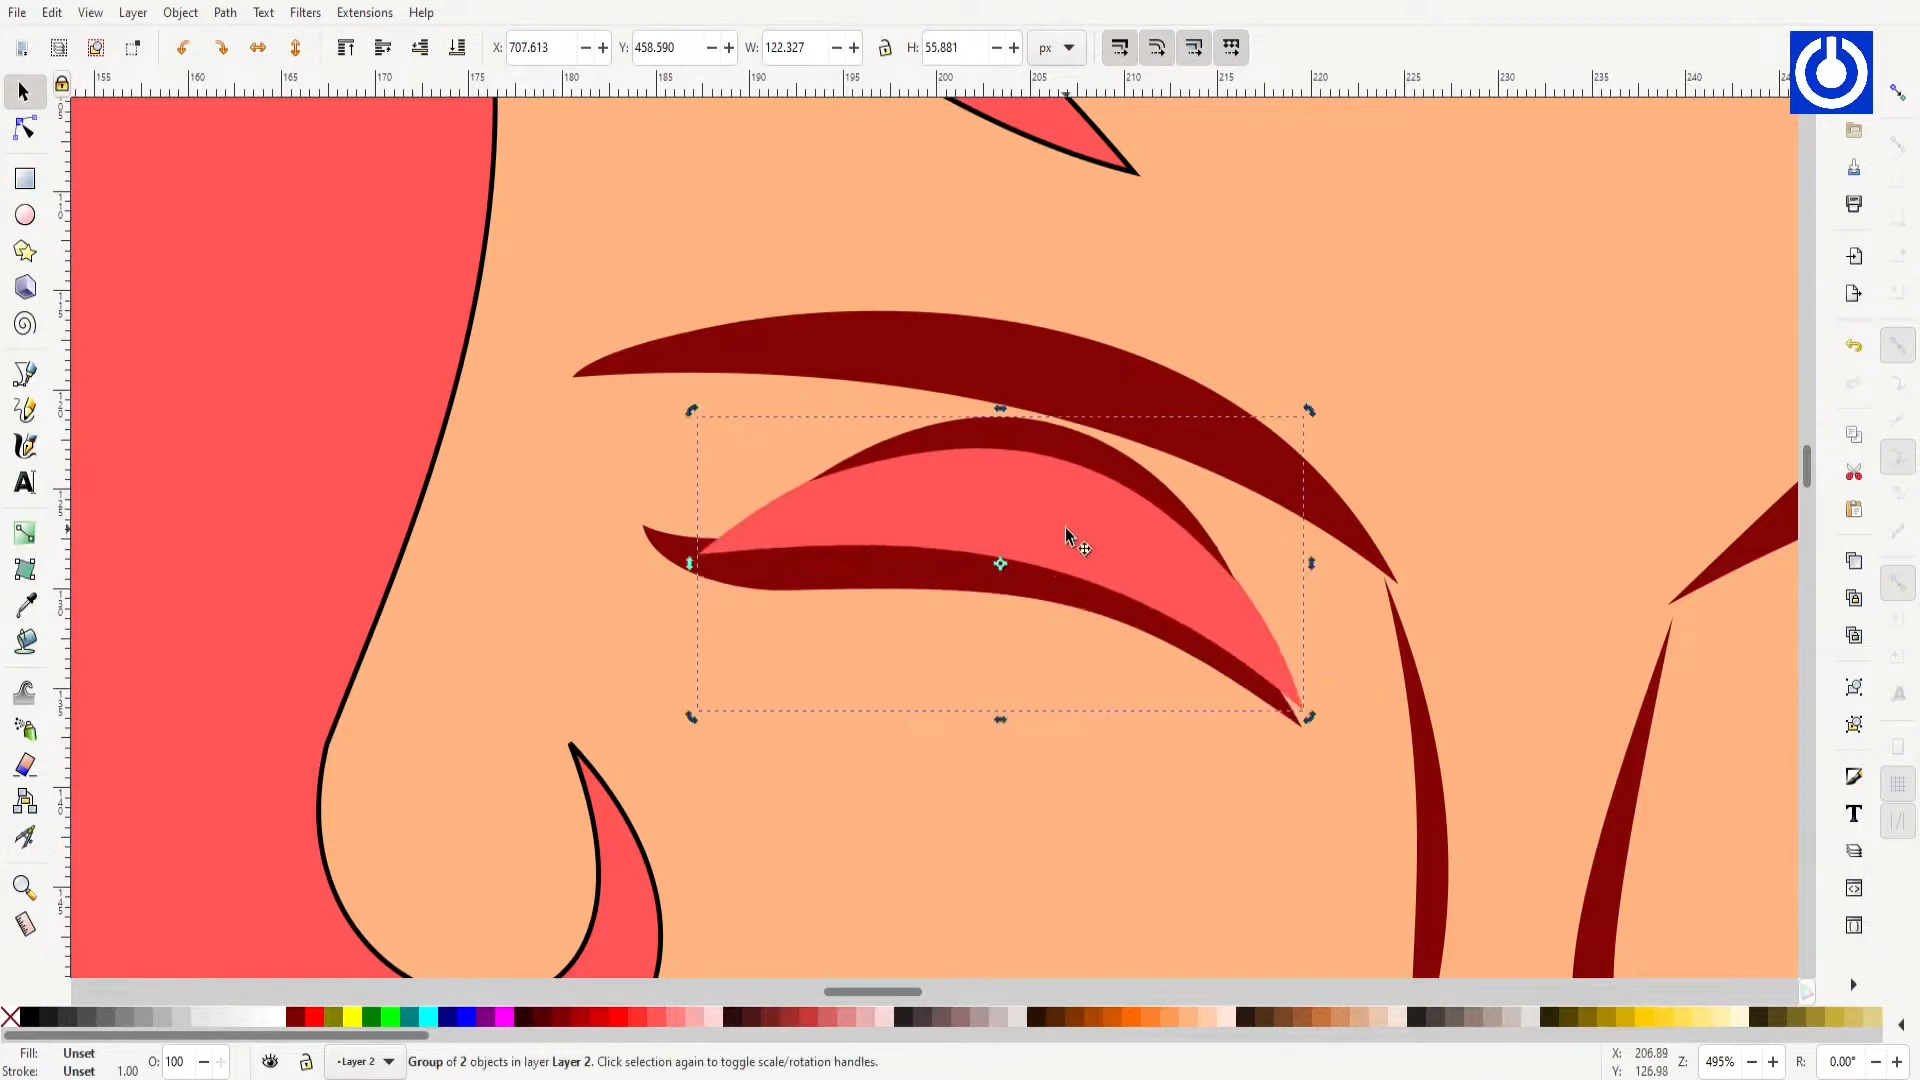 File Edit View Layer Object Path Text Filters Extensions Help
X: 707.613 Y: 458.590 W: 122.327 H: 55.881 px
155 160 165 170 175 180 185 190 195 200 205 210 215 220 225 230 235 240
Fill: Unset O: 100 Layer 2 Group of 2 objects in layer Layer 2. Click selection again to toggle scale/rotation handles. X: 206.89 Z: 495% R: 0.00°
Stroke: Unset 1.00 Y: 126.98